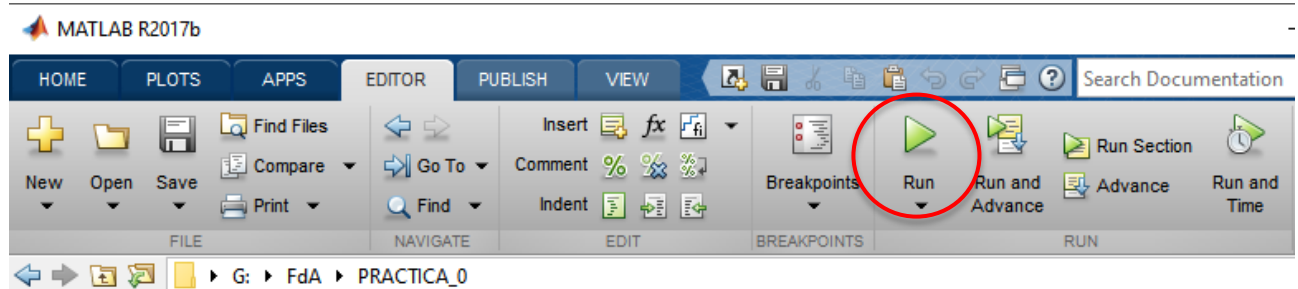 MATLAB R2017b
HOME PLOTS APPS EDITOR PUBLISH VIEW Search Documentation
Find Files Insert fx fi
Compare Go To Comment % % % Run Section
New Open Save Breakpoints Run Run and Advance Run and
Print Find Indent Advance Time
FILE NAVIGATE EDIT BREAKPOINTS RUN
G: FdA PRACTICA_0